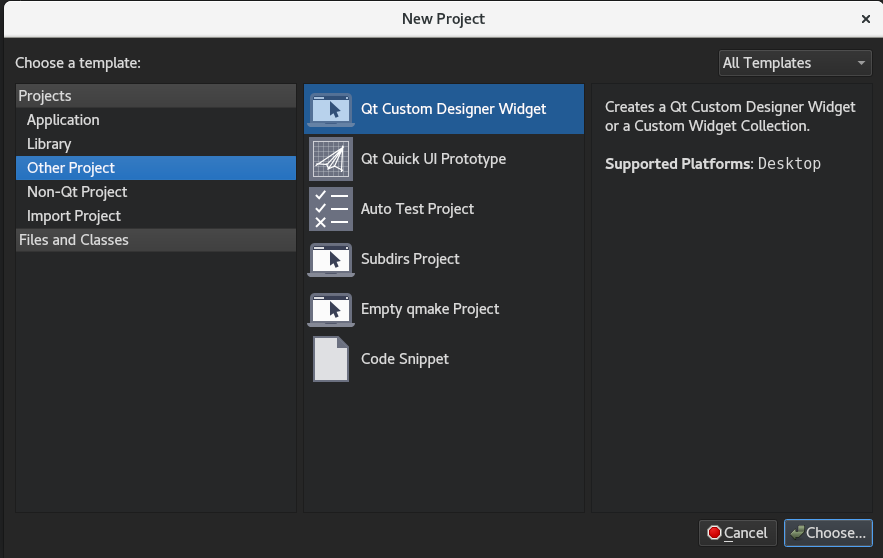 New Project
Choose a template:
All Templates
Projects
Application
Library
Other Project
Non-Qt Project
Import Project
Files and Classes
Qt Custom Designer Widget
Qt Quick UI Prototype
Auto Test Project
Subdirs Project
Empty qmake Project
Code Snippet
Creates a Qt Custom Designer Widget
or a Custom Widget Collection.
Supported Platforms: Desktop
Cancel
Choose...